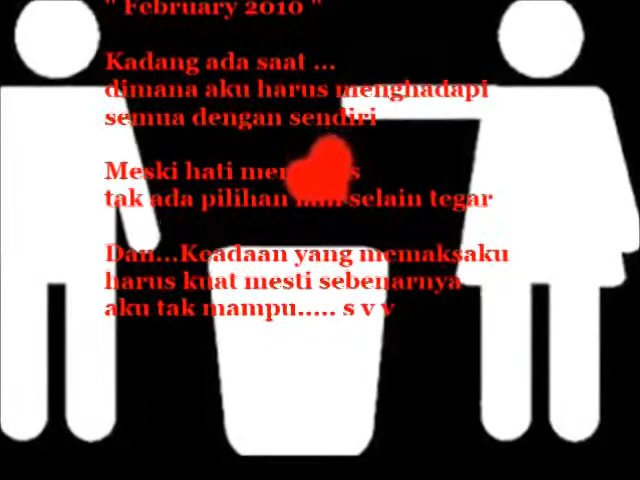 " February 2010 "
Kadang ada saat ...
dimana aku harus menghadapi
semua dengan sendiri
Meski hati
tak ada pilihan lain selain tegar
Dan...Keadaan yang memaksaku
harus kuat mesti sebenarnya
aku tak mampu..... s v v